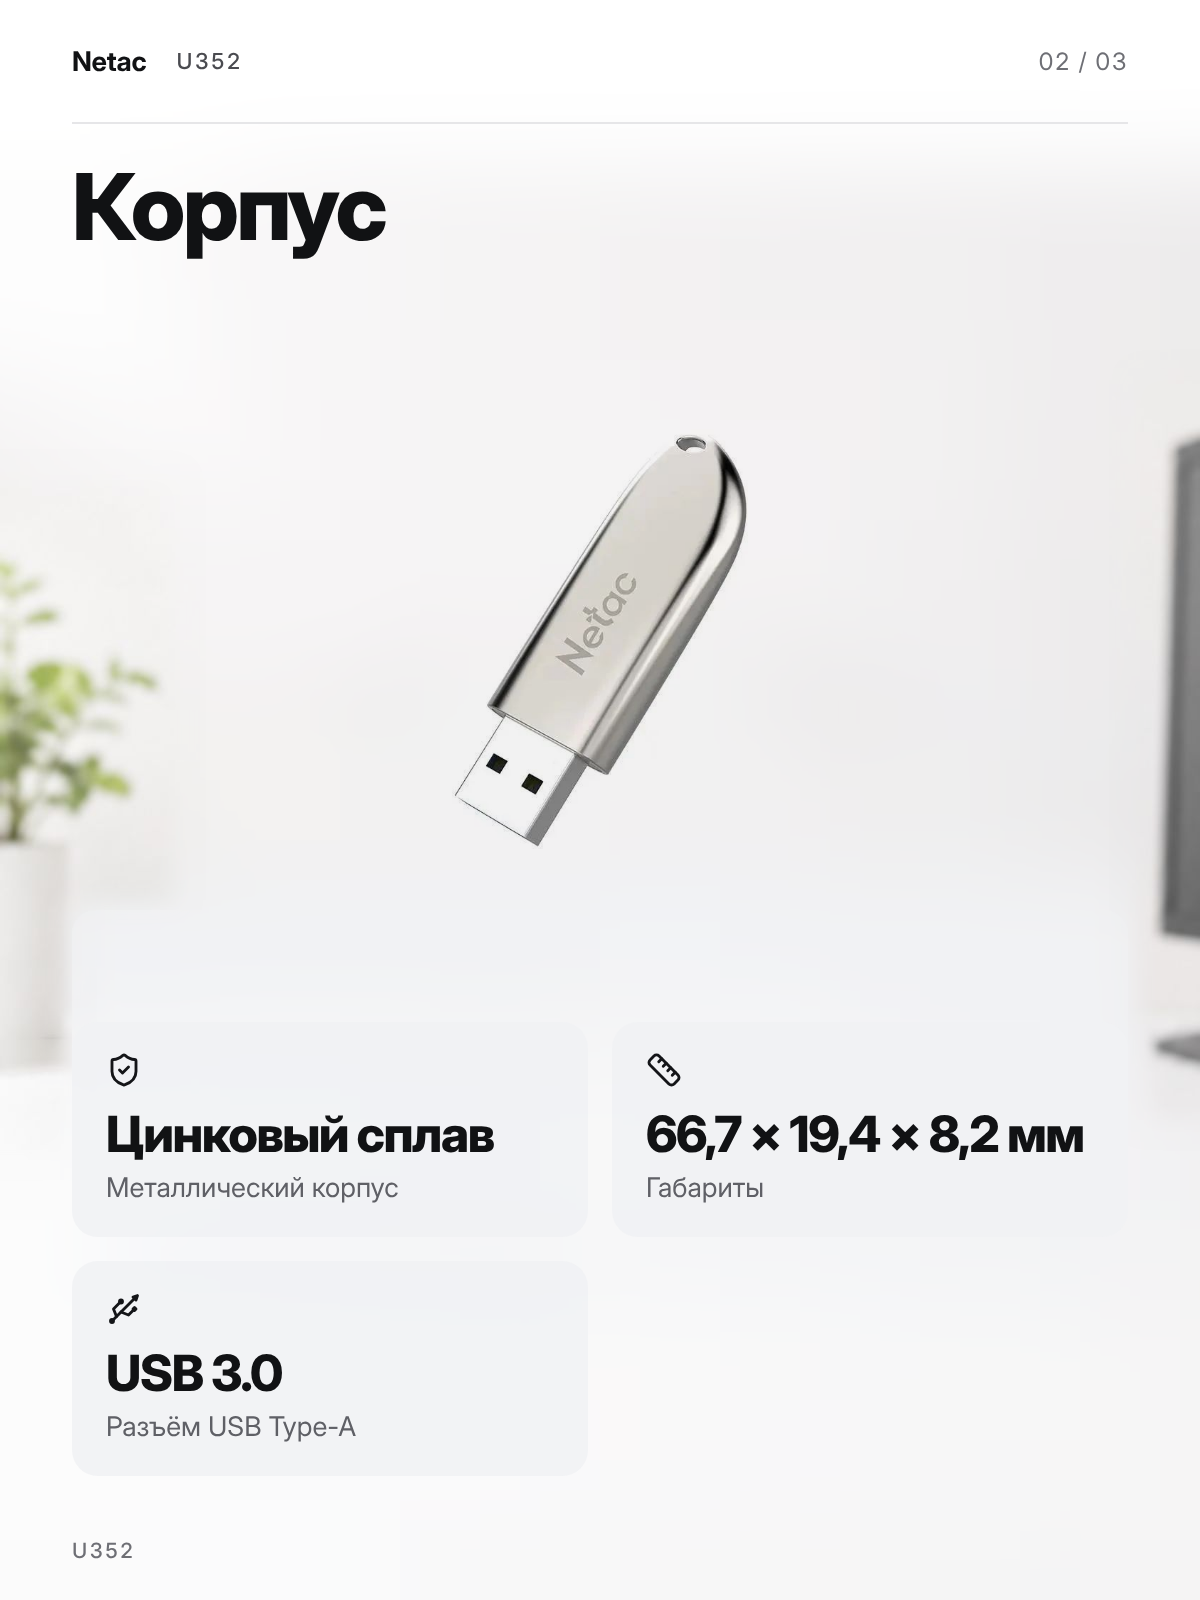 Netac U352 02 / 03
Корпус
Netac
Цинковый сплав
Металлический корпус
66,7 × 19,4 × 8,2 мм
Габариты
USB 3.0
Разъём USB Type-A
U352